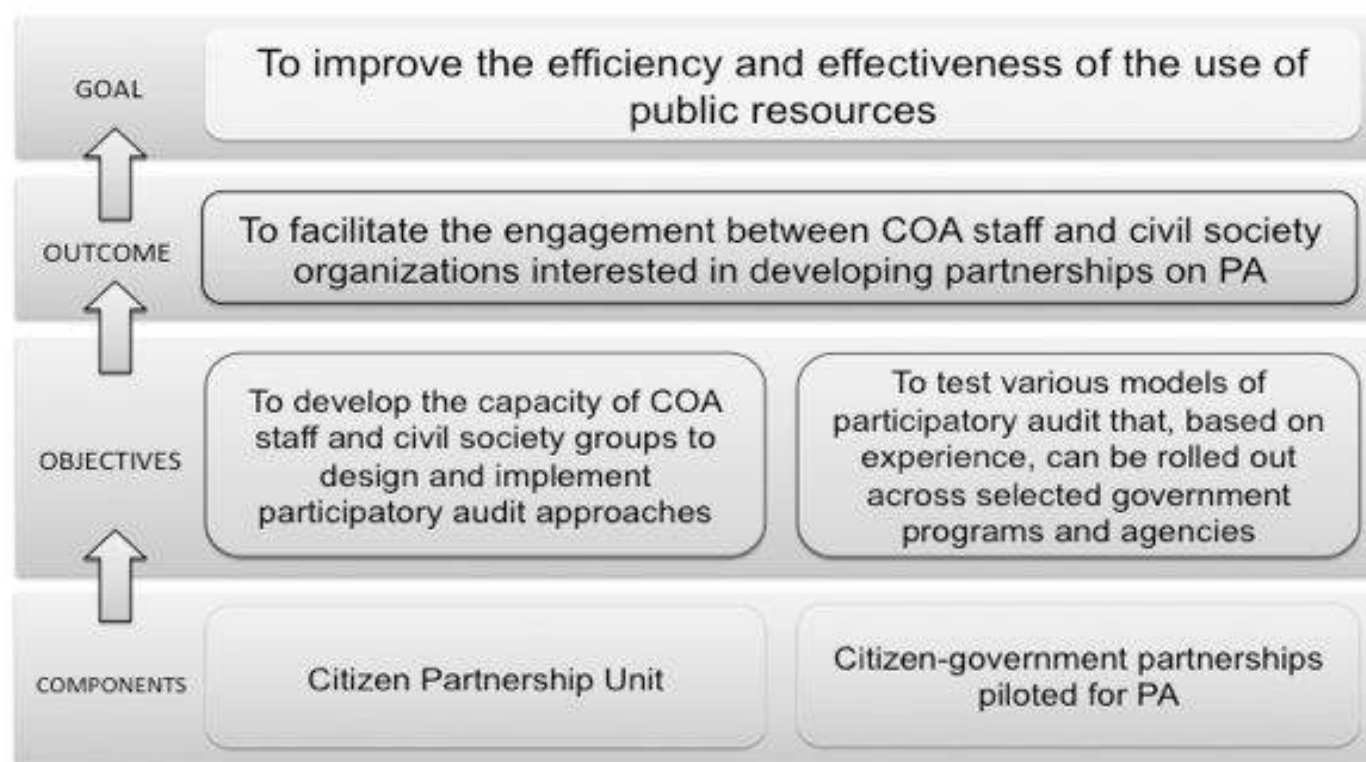 GOAL
To improve the efficiency and effectiveness of the use of
public resources
OUTCOME
To facilitate the engagement between COA staff and civil society
organizations interested in developing partnerships on PA
OBJECTIVES
To develop the capacity of COA
staff and civil society groups to
design and implement
participatory audit approaches
To test various models of
participatory audit that, based on
experience, can be rolled out
across selected government
programs and agencies
COMPONENTS
Citizen Partnership Unit
Citizen-government partnerships
piloted for PA